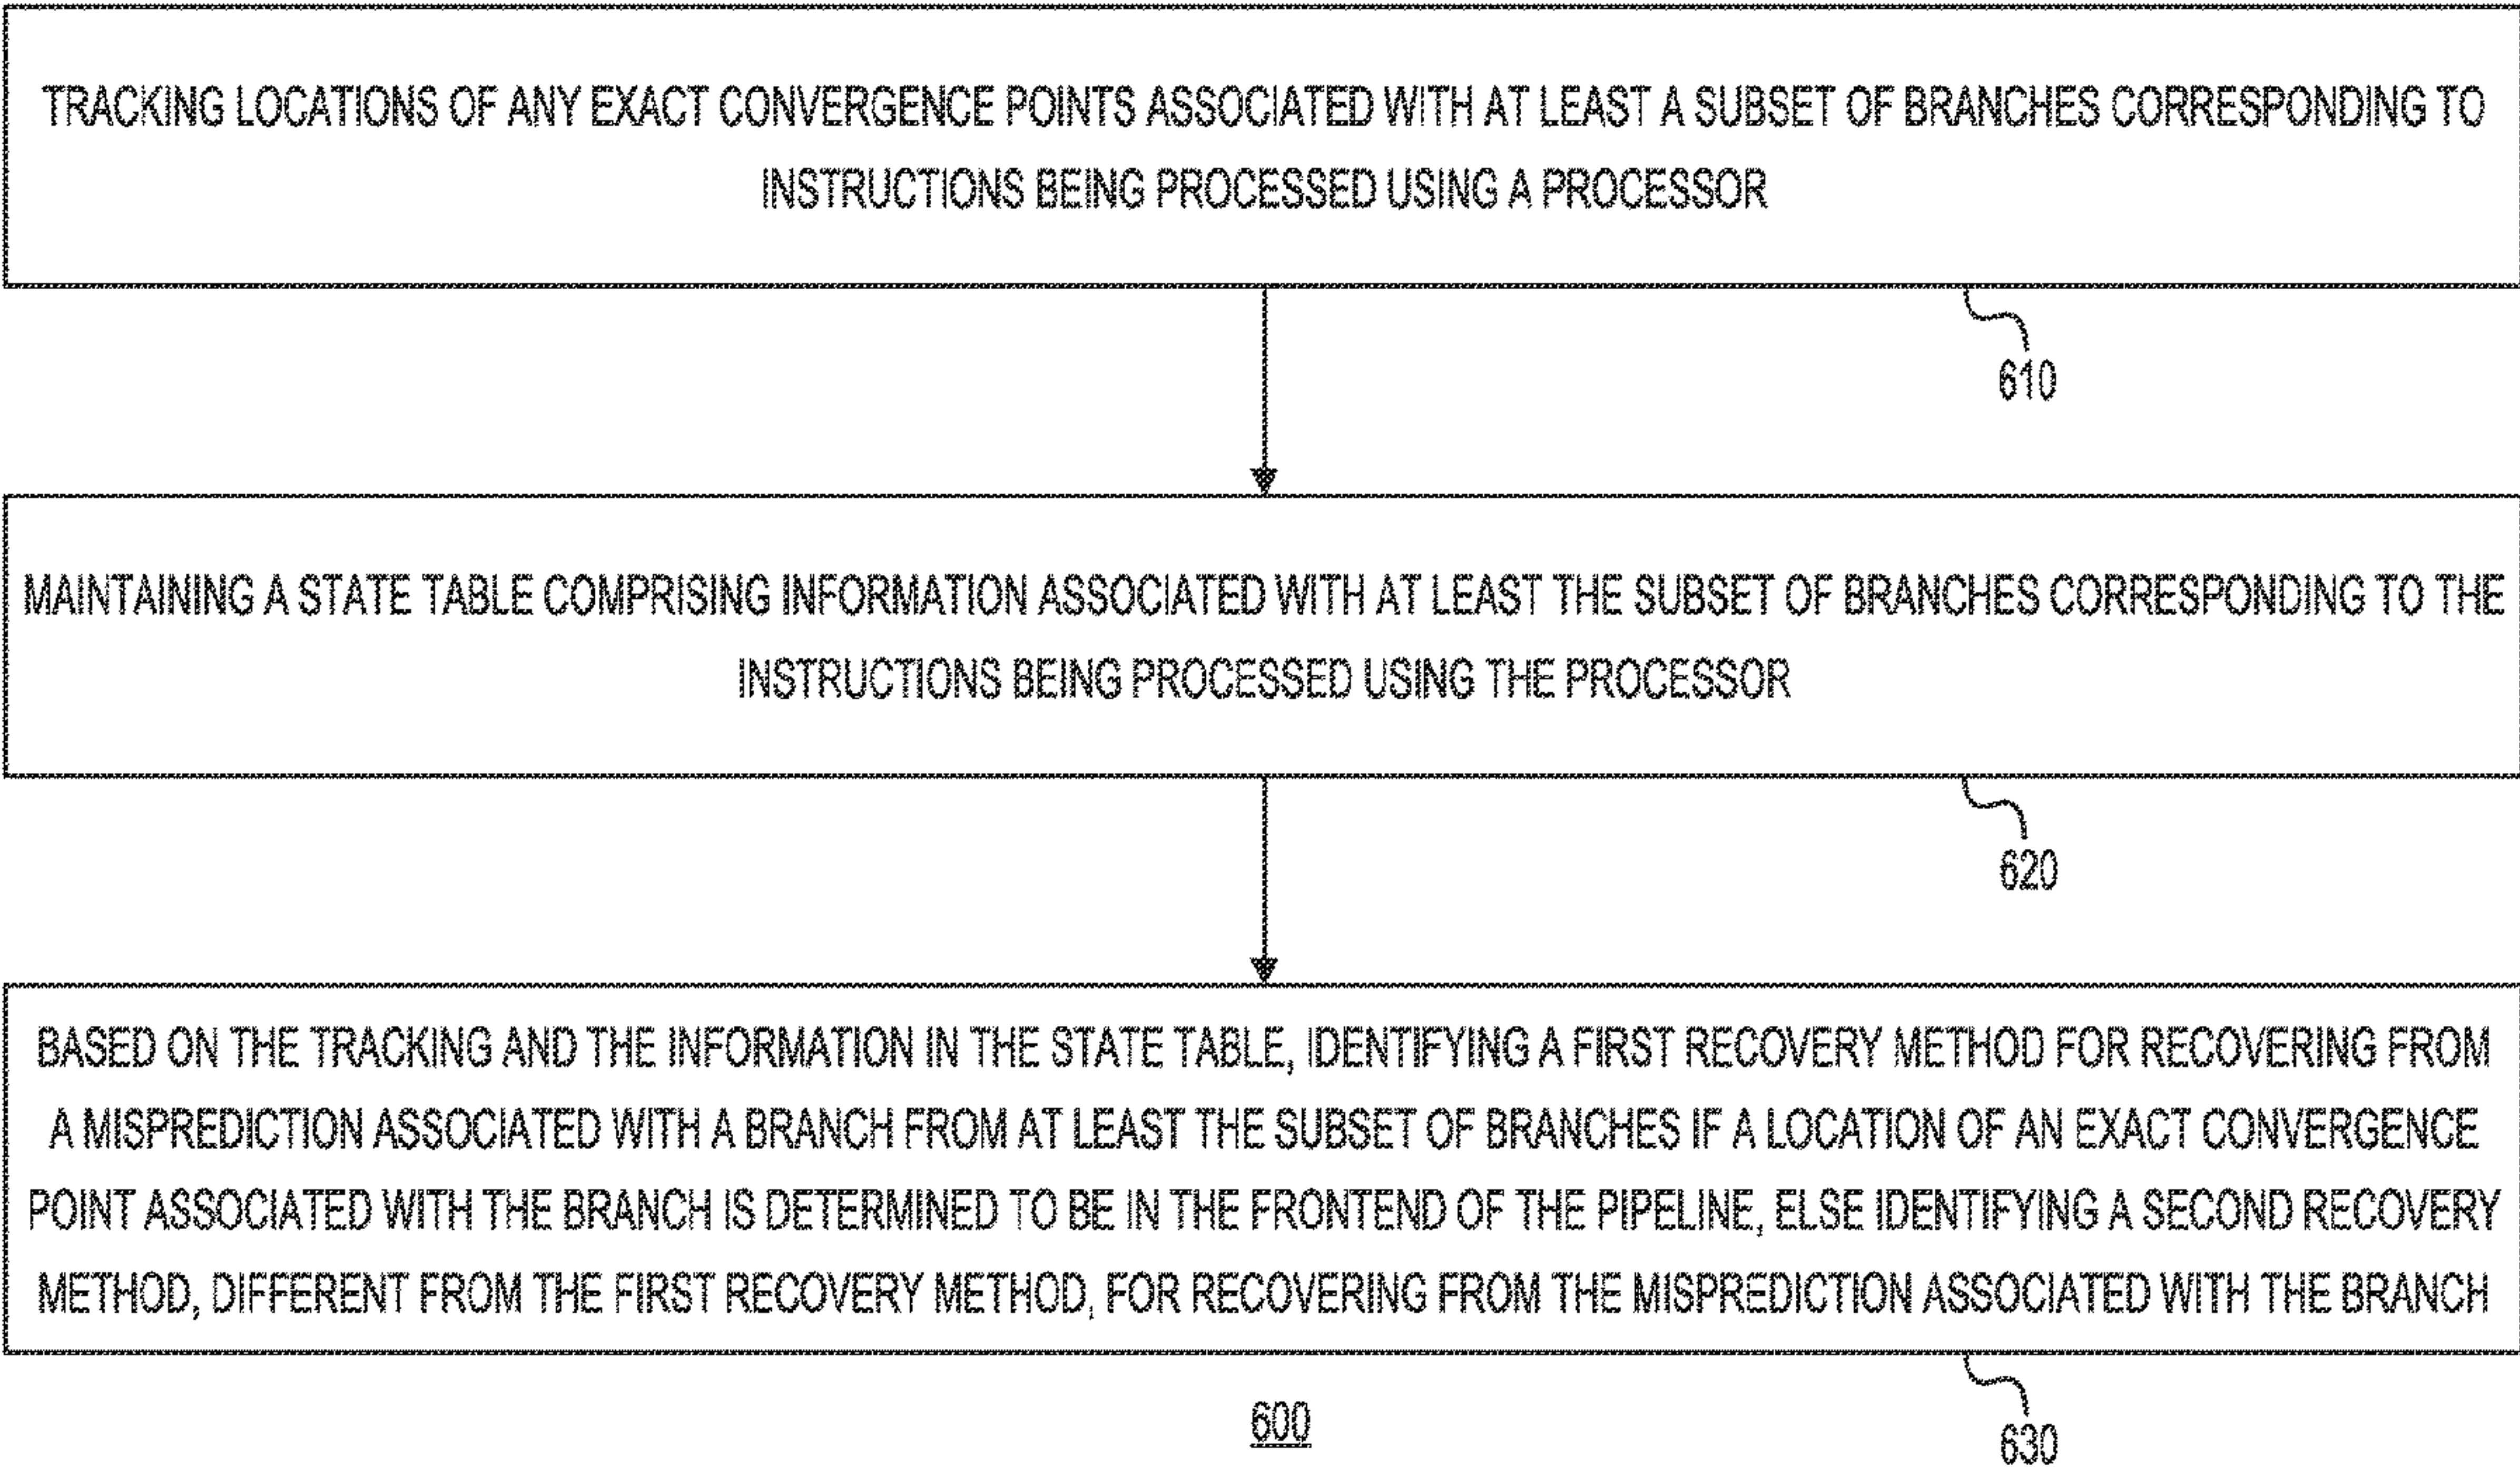 TRACKING LOCATIONS OF ANY EXACT CONVERGENCE POINTS ASSOCIATED WITH AT LEAST A SUBSET OF BRANCHES CORRESPONDING TO
INSTRUCTIONS BEING PROCESSED USING A PROCESSOR
610
MAINTAINING A STATE TABLE COMPRISING INFORMATION ASSOCIATED WITH AT LEAST THE SUBSET OF BRANCHES CORRESPONDING TO THE
INSTRUCTIONS BEING PROCESSED USING THE PROCESSOR
620
BASED ON THE TRACKING AND THE INFORMATION IN THE STATE TABLE, IDENTIFYING A FIRST RECOVERY METHOD FOR RECOVERING FROM
A MISPREDICTION ASSOCIATED WITH A BRANCH FROM AT LEAST THE SUBSET OF BRANCHES IF A LOCATION OF AN EXACT CONVERGENCE
POINT ASSOCIATED WITH THE BRANCH IS DETERMINED TO BE IN THE FRONTEND OF THE PIPELINE, ELSE IDENTIFYING A SECOND RECOVERY
METHOD, DIFFERENT FROM THE FIRST RECOVERY METHOD, FOR RECOVERING FROM THE MISPREDICTION ASSOCIATED WITH THE BRANCH
600
630